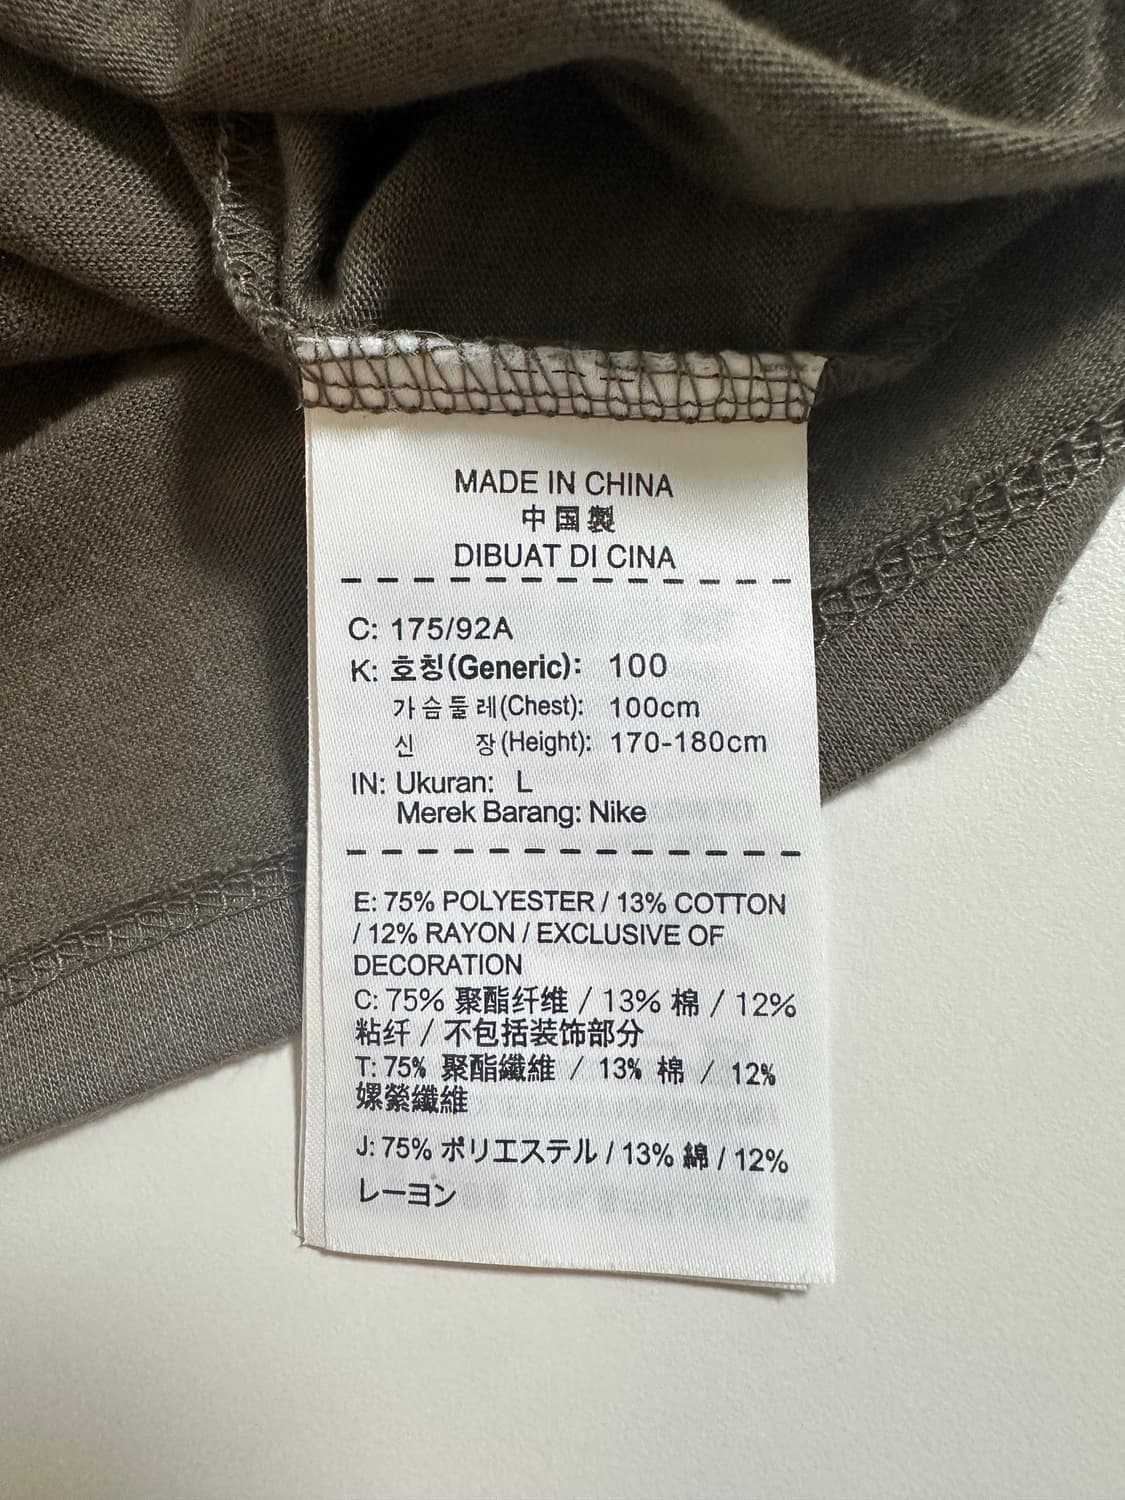 MADE IN CHINA
中国製
DIBUAT DI CINA
C: 175/92A
K: 호칭(Generic): 100
가슴둘레(Chest): 100cm
신 장(Height): 170-180cm
IN: Ukuran: L
Merek Barang: Nike
E: 75% POLYESTER / 13% COTTON
/ 12% RAYON / EXCLUSIVE OF
DECORATION
C: 75% 聚酯纤维 / 13% 棉 / 12%
粘纤 / 不包括装饰部分
T: 75% 聚酯纖維 / 13% 棉 / 12%
嫘縈纖維
J: 75% ポリエステル / 13% 綿 / 12%
レーヨン